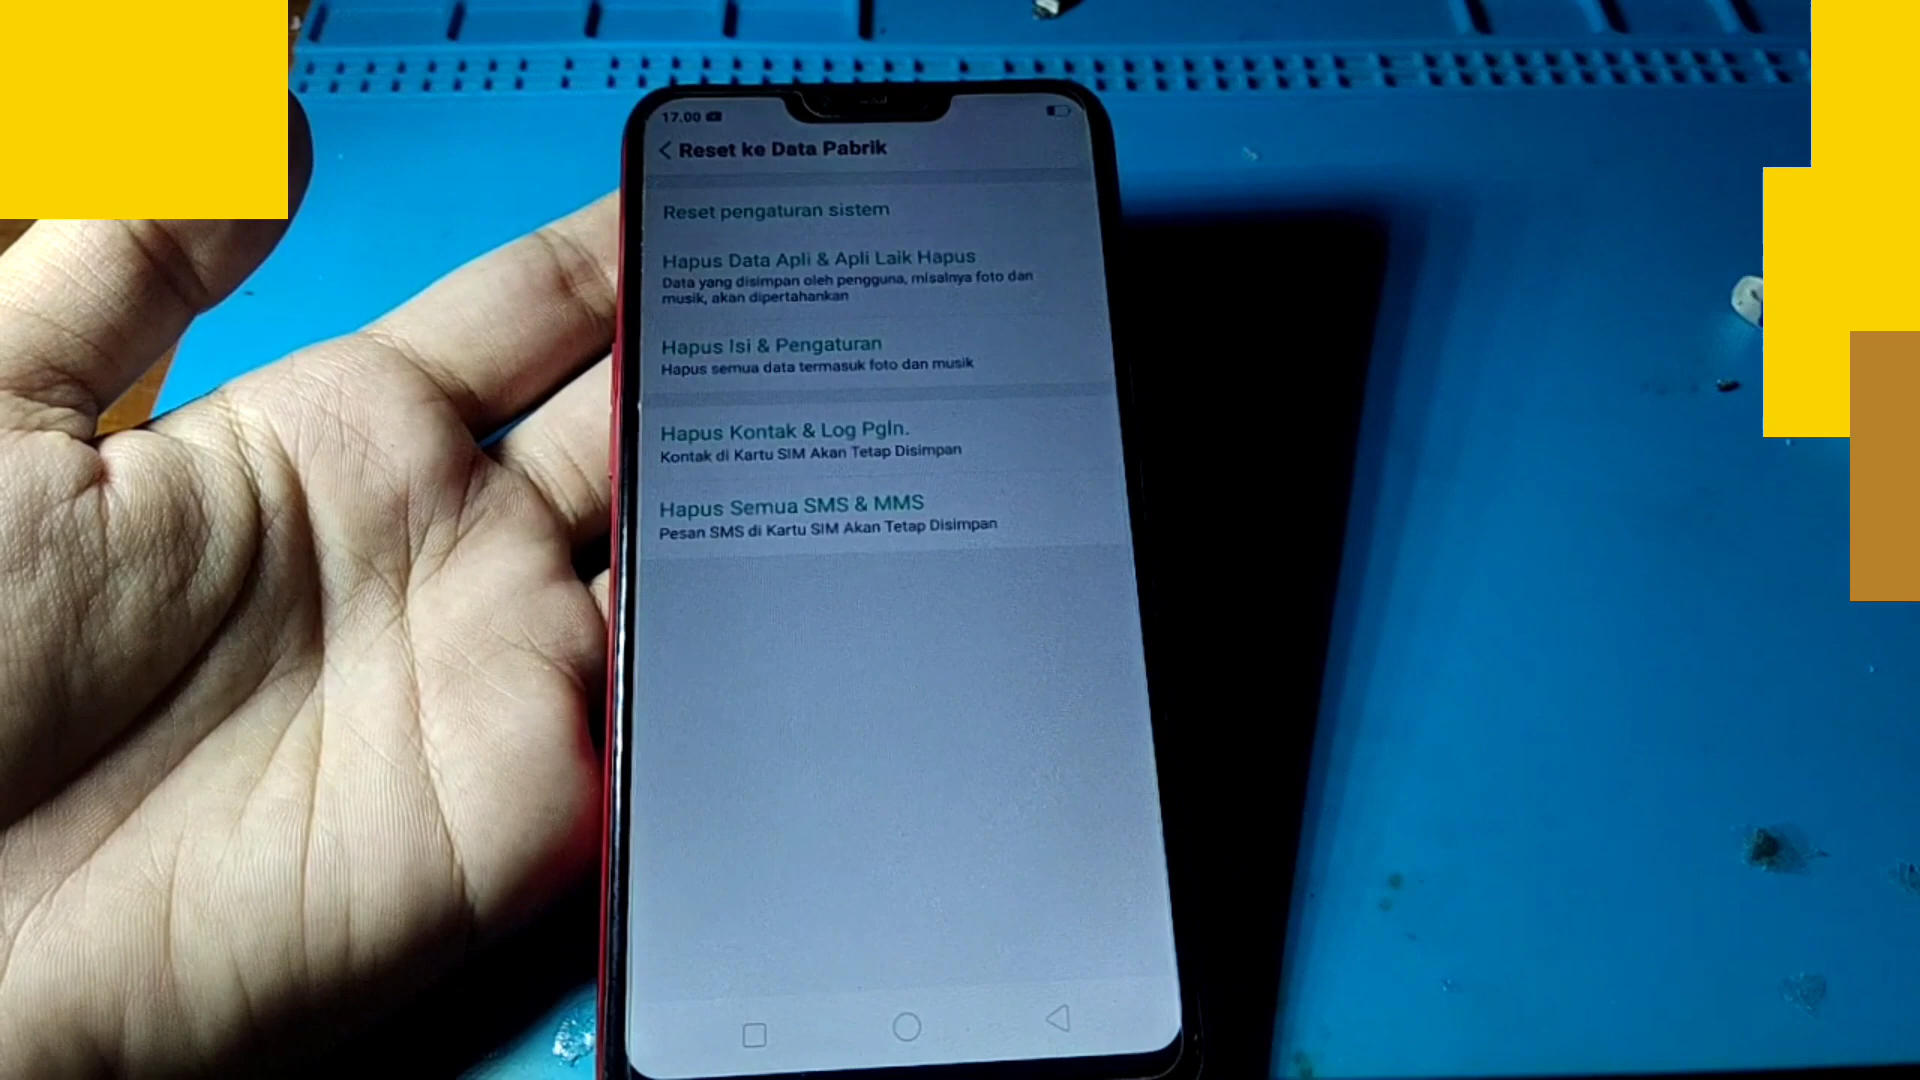 17.00
Reset ke Data Pabrik
Reset pengaturan sistem
Hapus Data Apli & Apli Laik Hapus
Data yang disimpan oleh pengguna, misalnya foto dan
musik, akan dipertahankan
Hapus Isi & Pengaturan
Hapus semua data termasuk foto dan musik
Hapus Kontak & Log Pgln.
Kontak di Kartu SIM Akan Tetap Disimpan
Hapus Semua SMS & MMS
Pesan SMS di Kartu SIM Akan Tetap Disimpan